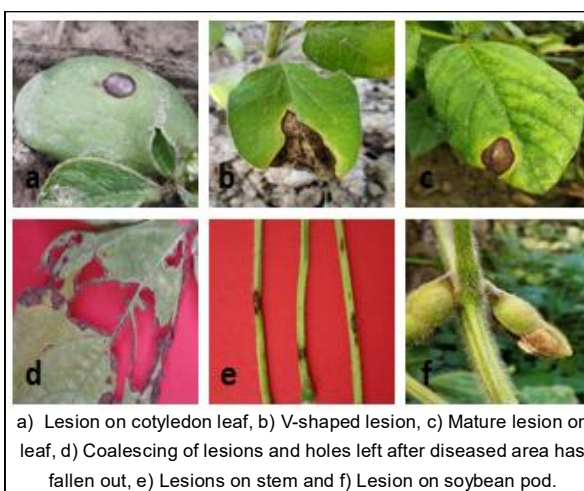 a
b
c
d
e
f
a) Lesion on cotyledon leaf, b) V-shaped lesion, c) Mature lesion on
leaf, d) Coalescing of lesions and holes left after diseased area has
fallen out, e) Lesions on stem and f) Lesion on soybean pod.